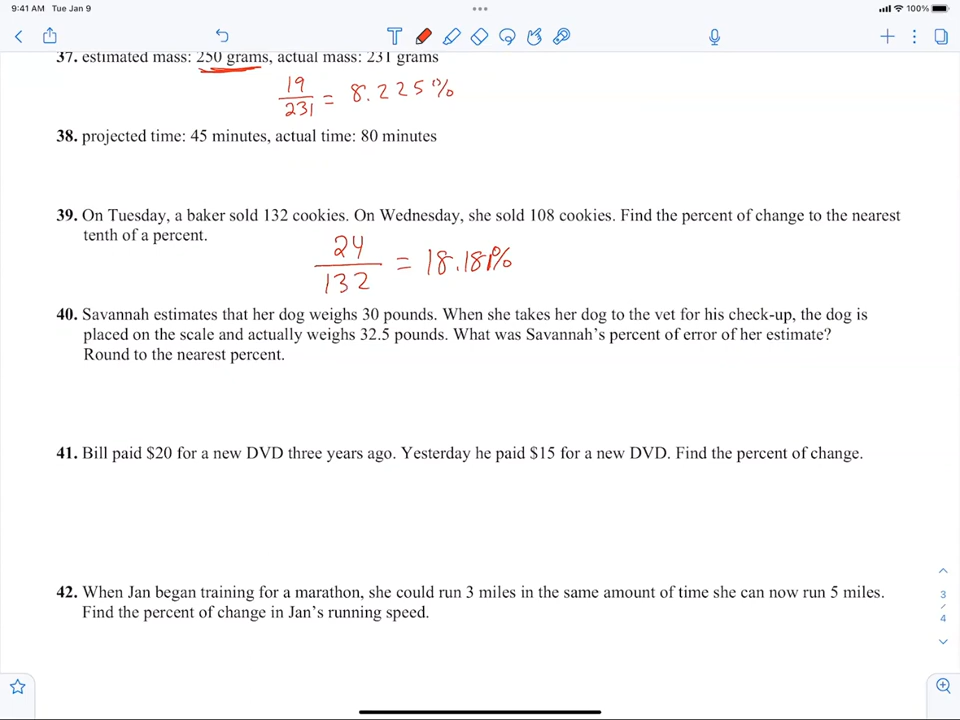 9:41 AM Tue Jan 9
100%
37. estimated mass: 250 grams, actual mass: 231 grams
19
231
= 8.225%
38. projected time: 45 minutes, actual time: 80 minutes
39. On Tuesday, a baker sold 132 cookies. On Wednesday, she sold 108 cookies. Find the percent of change to the nearest
tenth of a percent.
24
132
= 18.181%
40. Savannah estimates that her dog weighs 30 pounds. When she takes her dog to the vet for his check-up, the dog is
placed on the scale and actually weighs 32.5 pounds. What was Savannah's percent of error of her estimate?
Round to the nearest percent.
41. Bill paid $20 for a new DVD three years ago. Yesterday he paid $15 for a new DVD. Find the percent of change.
42. When Jan began training for a marathon, she could run 3 miles in the same amount of time she can now run 5 miles.
Find the percent of change in Jan's running speed.
3
/
4